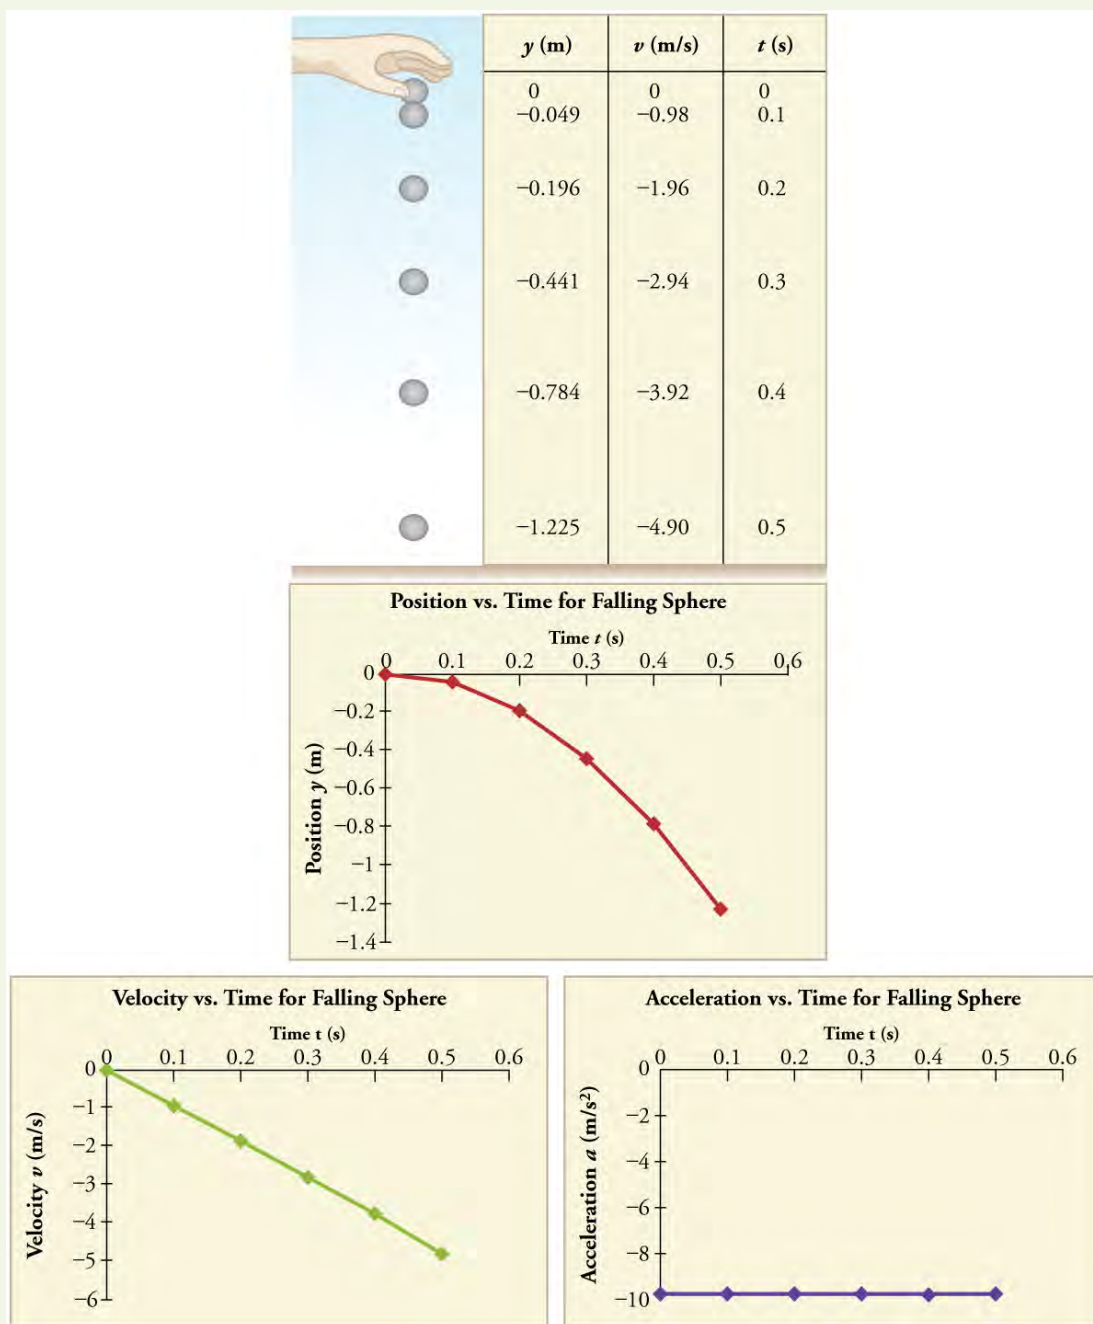 y (m) v (m/s) t (s)
0 0 0
−0.049 −0.98 0.1
−0.196 −1.96 0.2
−0.441 −2.94 0.3
−0.784 −3.92 0.4
−1.225 −4.90 0.5
Position vs. Time for Falling Sphere
Time t (s)
0 0.1 0.2 0.3 0.4 0.5 0.6
0
−0.2
−0.4
−0.6
−0.8
−1
−1.2
−1.4
Position y (m)
Velocity vs. Time for Falling Sphere
Time t (s)
0 0.1 0.2 0.3 0.4 0.5 0.6
0
−1
−2
−3
−4
−5
−6
Velocity v (m/s)
Acceleration vs. Time for Falling Sphere
Time t (s)
0 0.1 0.2 0.3 0.4 0.5 0.6
0
−2
−4
−6
−8
−10
Acceleration a (m/s²)